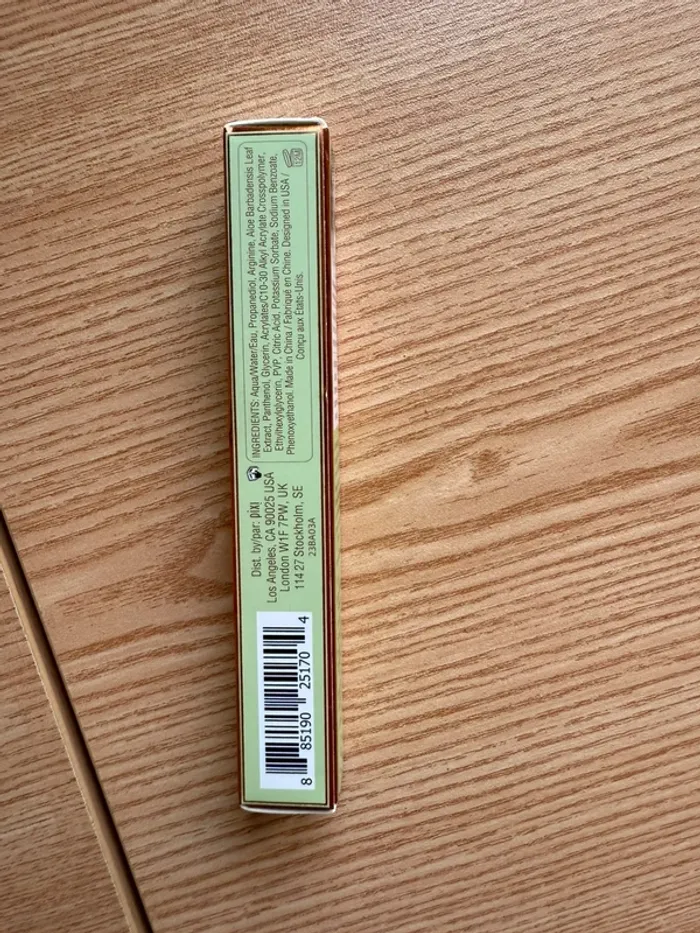 INGREDIENTS: Aqua/Water/Eau, Propanediol, Arginine, Aloe Barbadensis Leaf
Extract, Panthenol, Glycerin, Acrylates/C10-30 Alkyl Acrylate Crosspolymer,
Ethylhexylglycerin, PVP, Citric Acid, Potassium Sorbate, Sodium Benzoate,
Phenoxyethanol. Made in China / Fabriqué en Chine. Designed in USA /
Conçu aux États-Unis.
12M
Dist. by/par: pixi
Los Angeles, CA 90025 USA
London W1F 7PW, UK
114 27 Stockholm, SE
23BA03A
8 85190 25170 4